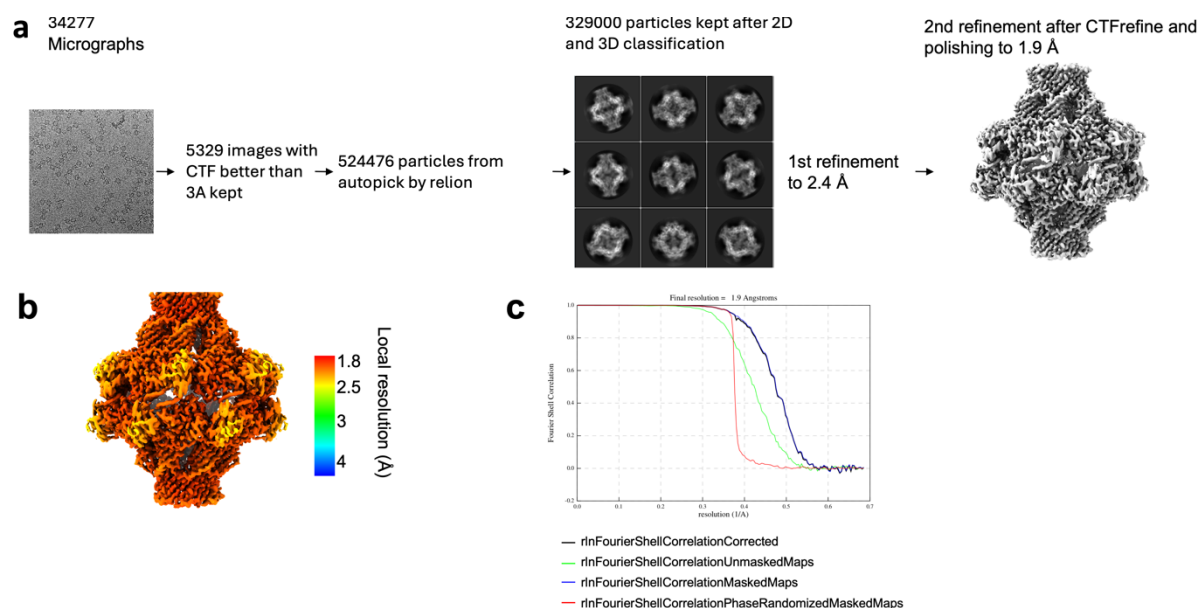 a
34277
Micrographs
5329 images with
CTF better than
3A kept
524476 particles from
autopick by relion
329000 particles kept after 2D
and 3D classification
1st refinement
to 2.4 Å
2nd refinement after CTFrefine and
polishing to 1.9 Å
b
1.8
2.5
3
4
Local resolution (Å)
c
Final resolution = 1.9 Angstroms
Fourier Shell Correlation
1.0
0.8
0.6
0.4
0.2
0.0
-0.2
0.0 0.1 0.2 0.3 0.4 0.5 0.6 0.7
resolution (1/A)
rlnFourierShellCorrelationCorrected
rlnFourierShellCorrelationUnmaskedMaps
rlnFourierShellCorrelationMaskedMaps
rlnFourierShellCorrelationPhaseRandomizedMaskedMaps